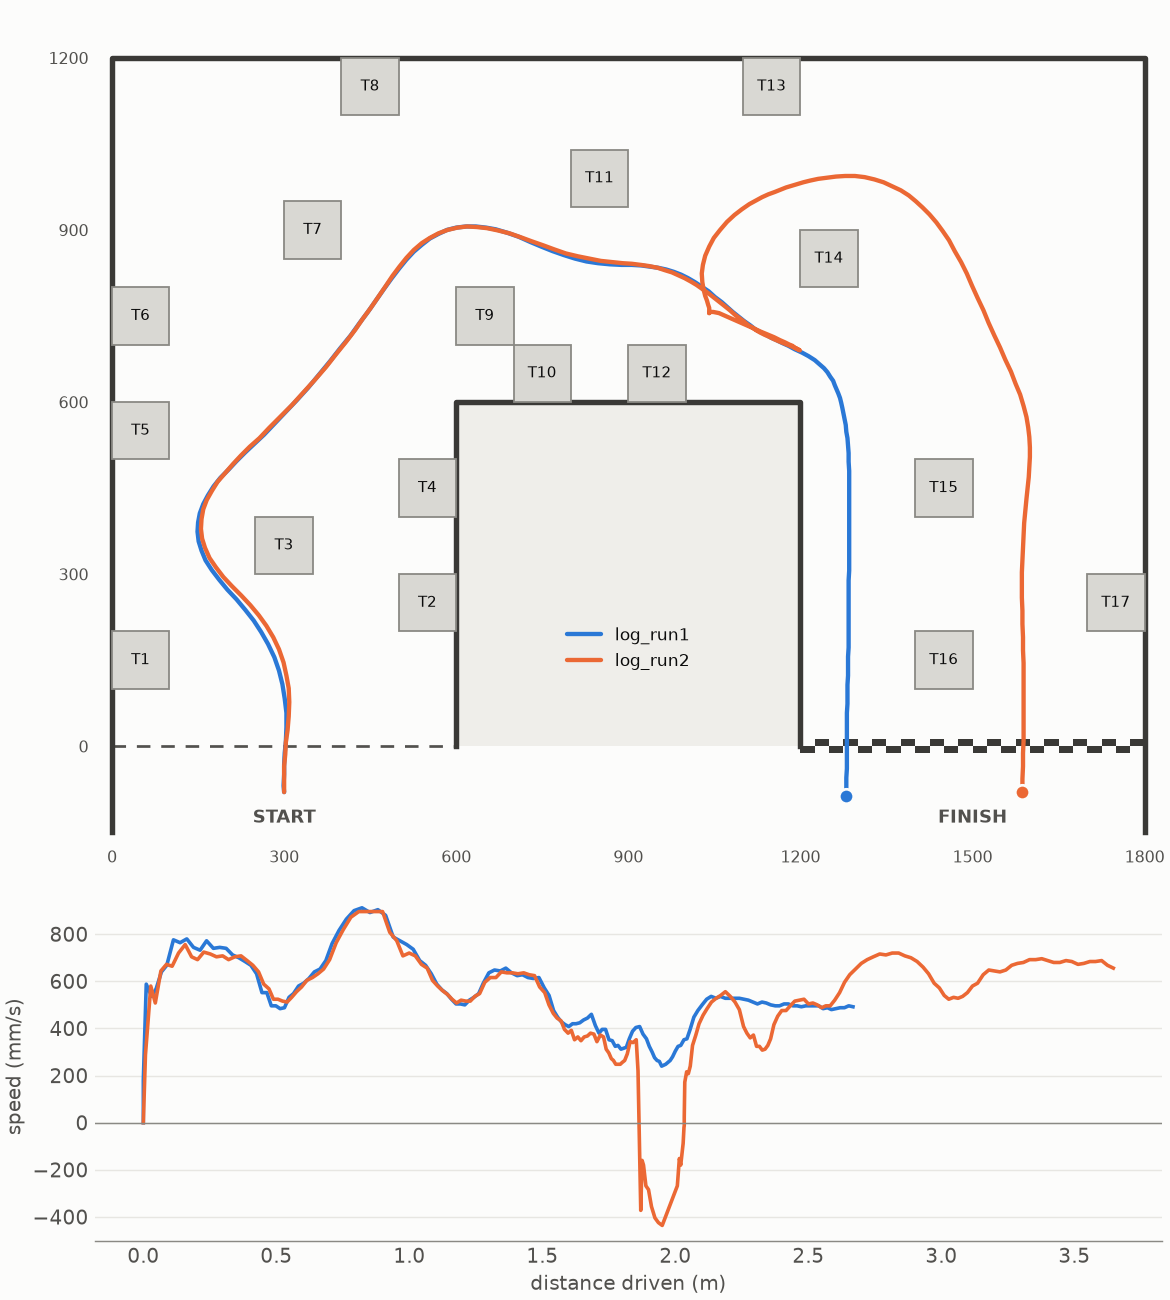 1200
T8
T13
T11
900
T7
T14
T6
T9
T10
T12
600
T5
T4
T15
T3
300
T2
T17
log_run1
T1
log_run2
T16
0
START
FINISH
0
300
600
900
1200
1500
1800
800
600
400
200
0
−200
−400
speed (mm/s)
0.0
0.5
1.0
1.5
2.0
2.5
3.0
3.5
distance driven (m)